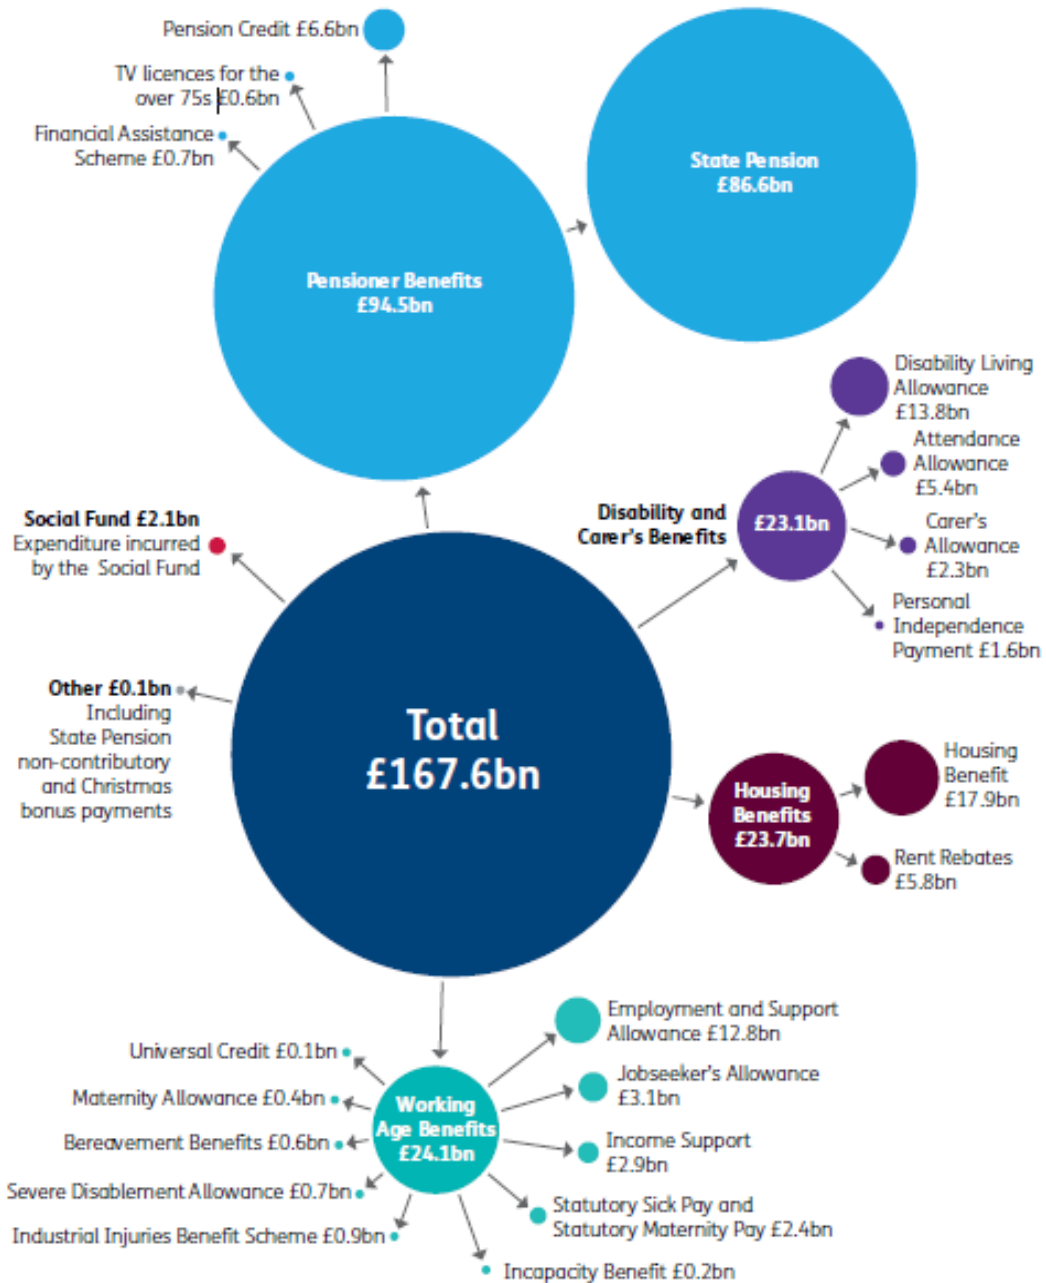 Pension Credit £6.6bn
TV licences for the
over 75s £0.6bn
Financial Assistance
Scheme £0.7bn
State Pension
£86.6bn
Pensioner Benefits
£94.5bn
Disability Living
Allowance
£13.8bn
Attendance
Allowance
£5.4bn
Disability and
Carer's Benefits
£23.1bn
Carer's
Allowance
£2.3bn
Personal
Independence
Payment £1.6bn
Social Fund £2.1bn
Expenditure incurred
by the Social Fund
Other £0.1bn
Including
State Pension
non-contributory
and Christmas
bonus payments
Total
£167.6bn
Housing
Benefits
£23.7bn
Housing
Benefit
£17.9bn
Rent Rebates
£5.8bn
Employment and Support
Allowance £12.8bn
Universal Credit £0.1bn
Jobseeker's Allowance
£3.1bn
Maternity Allowance £0.4bn
Working
Age Benefits
£24.1bn
Bereavement Benefits £0.6bn
Income Support
£2.9bn
Severe Disablement Allowance £0.7bn
Statutory Sick Pay and
Statutory Maternity Pay £2.4bn
Industrial Injuries Benefit Scheme £0.9bn
Incapacity Benefit £0.2bn